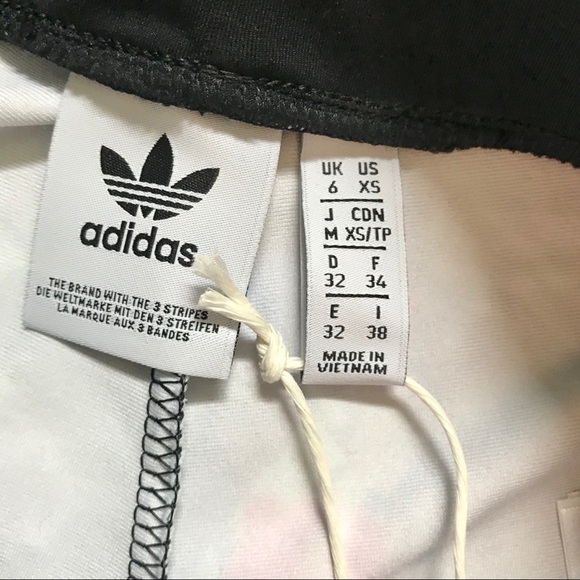 adidas
THE BRAND WITH THE 3 STRIPES
DIE WELTMARKE MIT DEN 3 STREIFEN
LA MARQUE AUX 3 BANDES
UK US
6 XS
J CDN
M XS/TP
D F
32 34
E I
32 38
MADE IN
VIETNAM